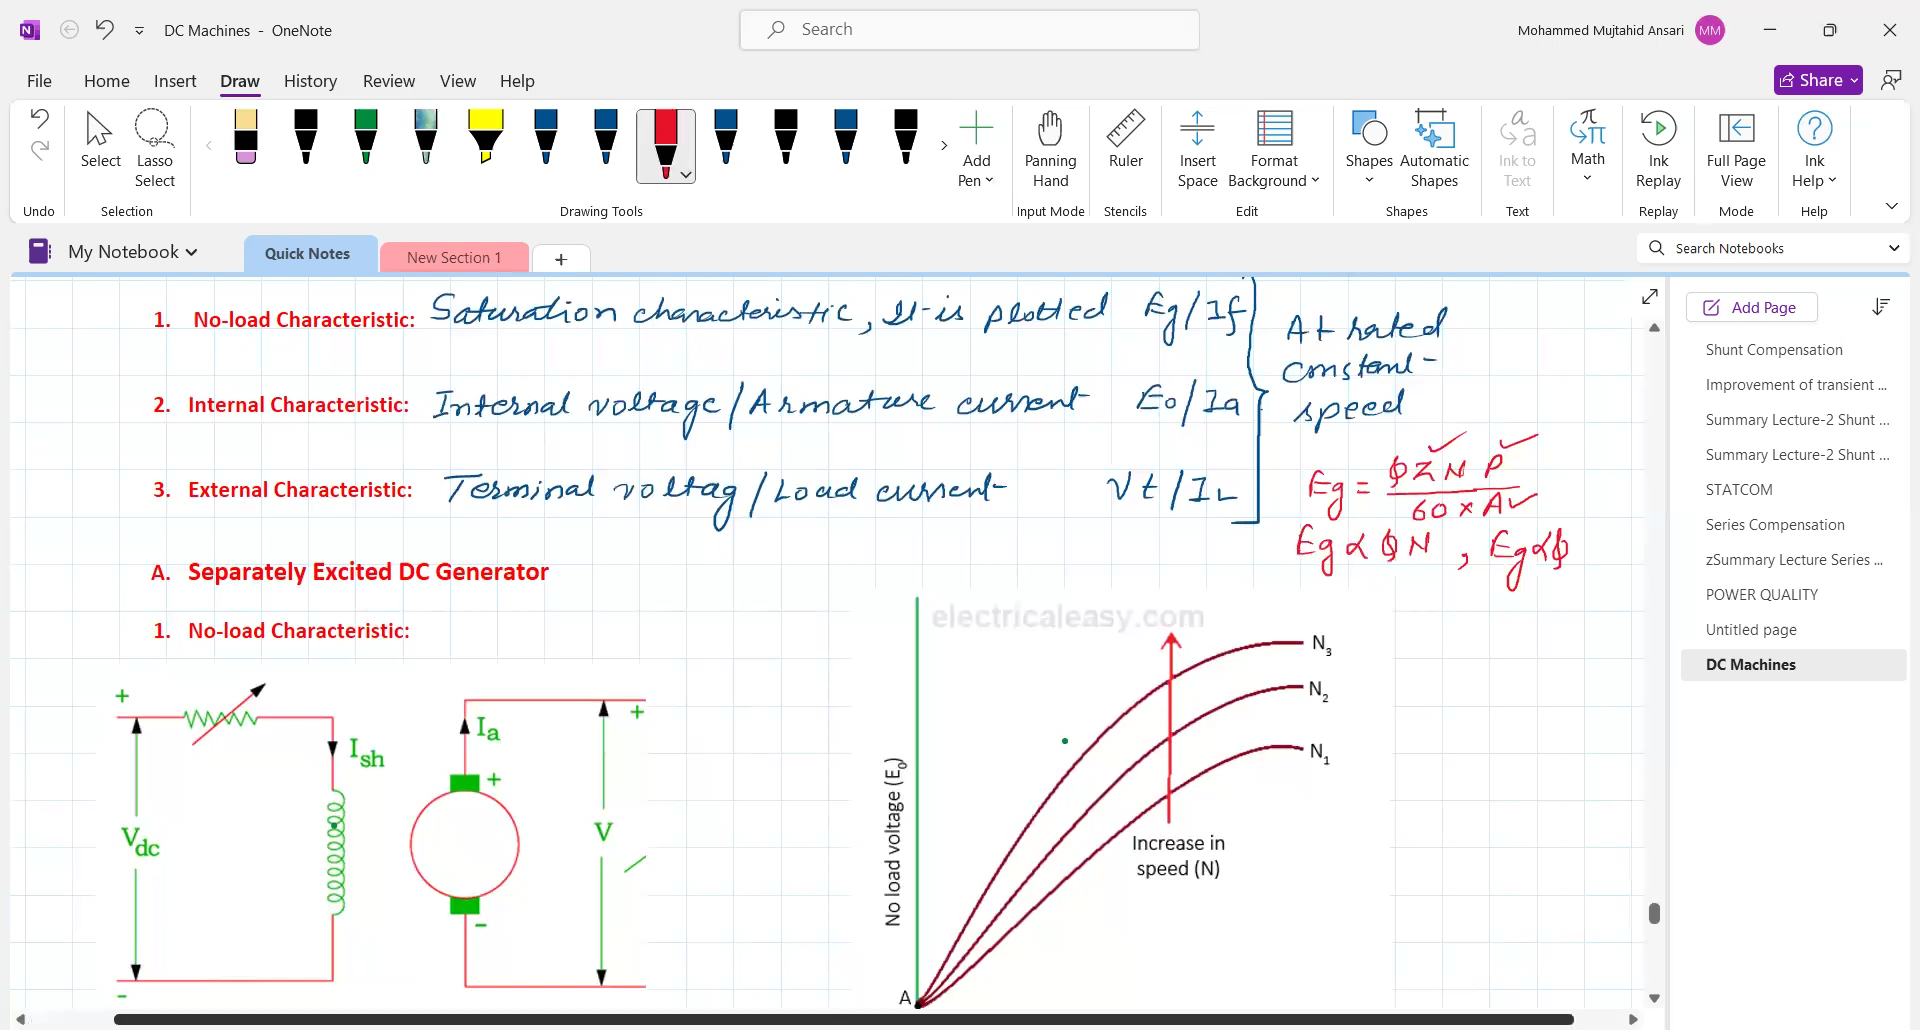 DC Machines - OneNote
Search
Mohammed Mujtahid Ansari MM
File Home Insert Draw History Review View Help
Share
Select
Lasso Select
Add Pen
Panning Hand
Ruler
Insert Space
Format Background
Shapes
Automatic Shapes
Ink to Text
Math
Ink Replay
Full Page View
Ink Help
Undo Selection Drawing Tools Input Mode Stencils Edit Shapes Text Replay Mode Help
My Notebook Quick Notes New Section 1 +
Search Notebooks
1. No-load Characteristic: Saturation characteristic, It is plotted Eg/If
At rated
constant
speed
2. Internal Characteristic: Internal voltage/Armature current E0/Ia
3. External Characteristic: Terminal voltag/Load current Vt/IL
Eg = ϕZNP / 60 × A
Eg α ϕN , Eg α ϕ
A. Separately Excited DC Generator
1. No-load Characteristic:
electricaleasy.com
+
Ish
Vdc
-
Ia
+
-
+
V
No load voltage (E0)
N3
N2
N1
Increase in
speed (N)
A
Add Page
Shunt Compensation
Improvement of transient ...
Summary Lecture-2 Shunt ...
Summary Lecture-2 Shunt ...
STATCOM
Series Compensation
zSummary Lecture Series ...
POWER QUALITY
Untitled page
DC Machines